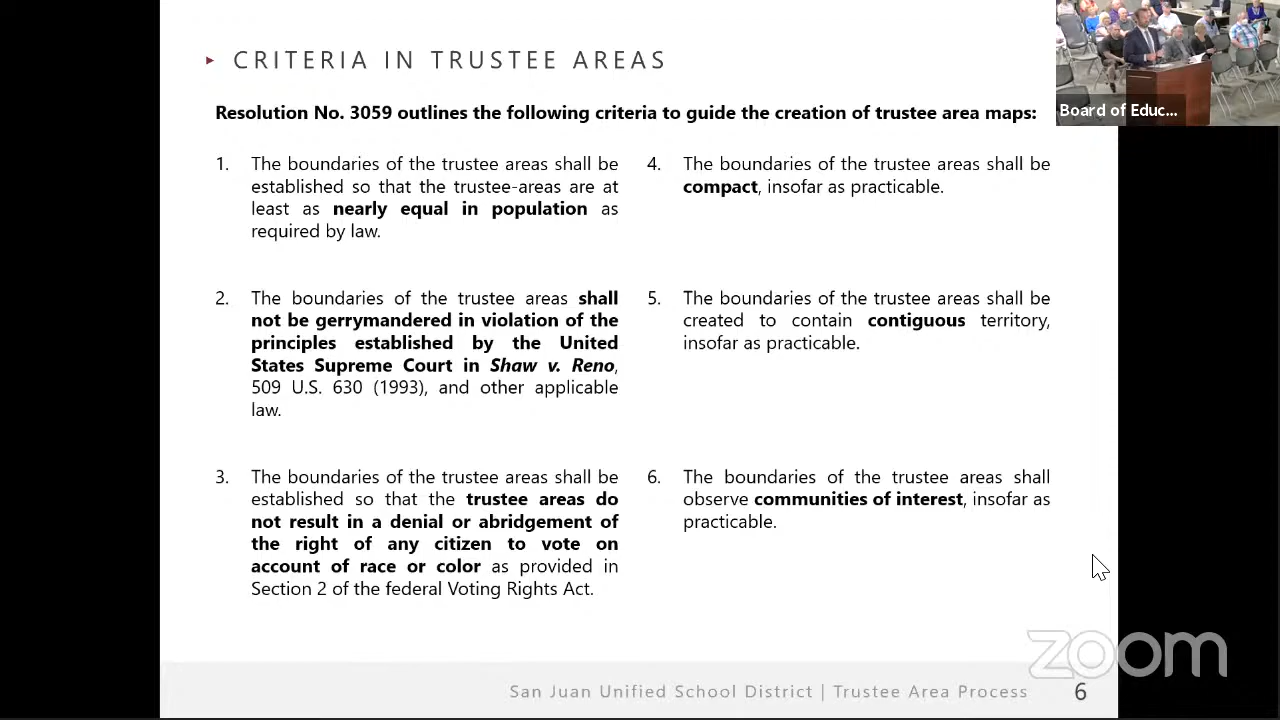 CRITERIA IN TRUSTEE AREAS
Resolution No. 3059 outlines the following criteria to guide the creation of trustee area maps:
1. The boundaries of the trustee areas shall be
established so that the trustee-areas are at
least as nearly equal in population as
required by law.
2. The boundaries of the trustee areas shall
not be gerrymandered in violation of the
principles established by the United
States Supreme Court in Shaw v. Reno,
509 U.S. 630 (1993), and other applicable
law.
3. The boundaries of the trustee areas shall be
established so that the trustee areas do
not result in a denial or abridgement of
the right of any citizen to vote on
account of race or color as provided in
Section 2 of the federal Voting Rights Act.
4. The boundaries of the trustee areas shall be
compact, insofar as practicable.
5. The boundaries of the trustee areas shall be
created to contain contiguous territory,
insofar as practicable.
6. The boundaries of the trustee areas shall
observe communities of interest, insofar as
practicable.
Board of Educ...
zoom
San Juan Unified School District | Trustee Area Process 6